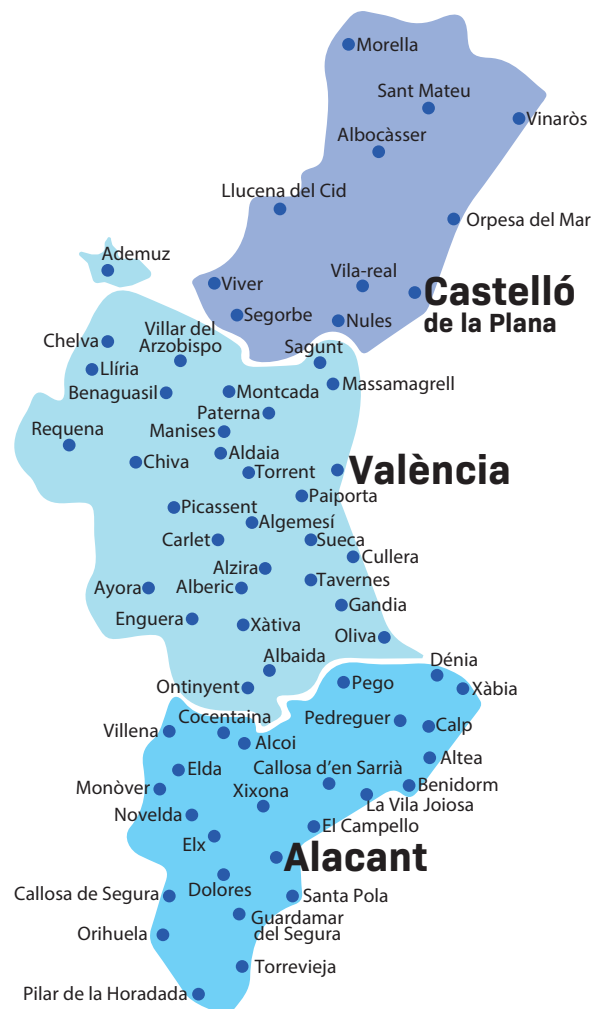 Morella
Sant Mateu
Vinaròs
Albocàsser
Llucena del Cid
Orpesa del Mar
Ademuz
Viver
Vila-real
Castelló
de la Plana
Segorbe
Nules
Villar del
Arzobispo
Chelva
Sagunt
Llíria
Massamagrell
Benaguasil
Montcada
Paterna
Requena
Manises
Aldaia
Chiva
Torrent
València
Paiporta
Picassent
Algemesí
Carlet
Sueca
Cullera
Alzira
Tavernes
Ayora
Alberic
Gandia
Enguera
Xàtiva
Oliva
Albaida
Dénia
Ontinyent
Pego
Xàbia
Cocentaina
Pedreguer
Villena
Calp
Alcoi
Altea
Elda
Callosa d'en Sarrià
Monòver
Xixona
Benidorm
La Vila Joiosa
Novelda
El Campello
Elx
Alacant
Dolores
Callosa de Segura
Santa Pola
Guardamar
del Segura
Orihuela
Torrevieja
Pilar de la Horadada